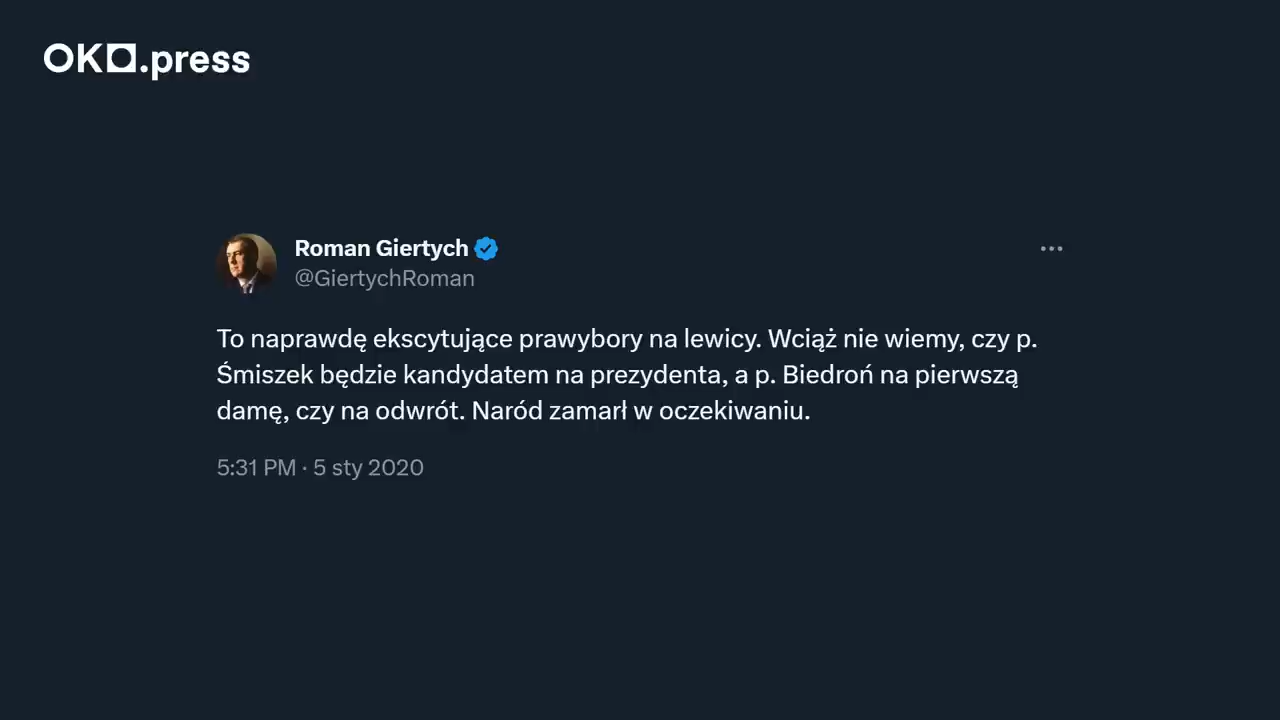 OKO.press
Roman Giertych
@GiertychRoman
To naprawdę ekscytujące prawybory na lewicy. Wciąż nie wiemy, czy p.
Śmiszek będzie kandydatem na prezydenta, a p. Biedroń na pierwszą
damę, czy na odwrót. Naród zamarł w oczekiwaniu.
5:31 PM · 5 sty 2020